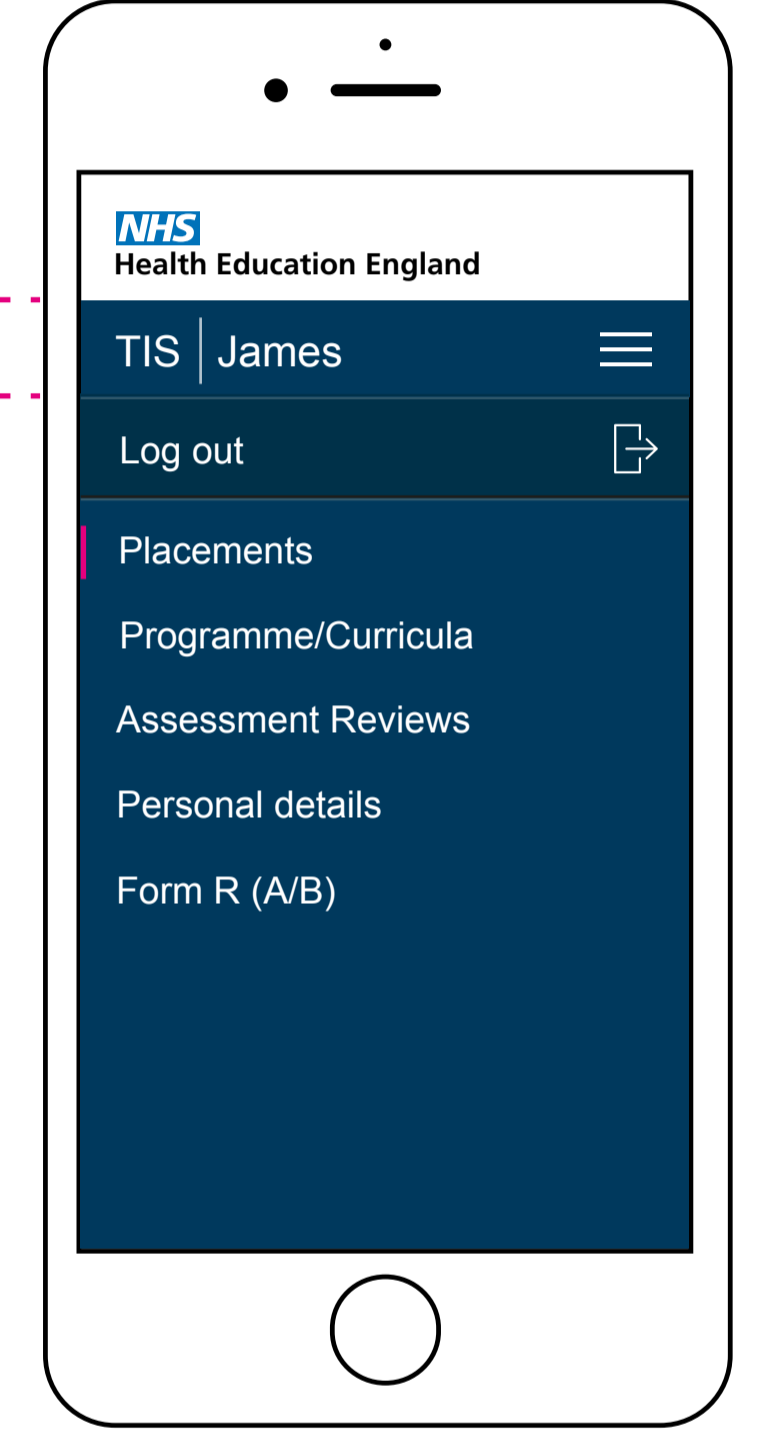 NHS
Health Education England
TIS | James
Log out
Placements
Programme/Curricula
Assessment Reviews
Personal details
Form R (A/B)